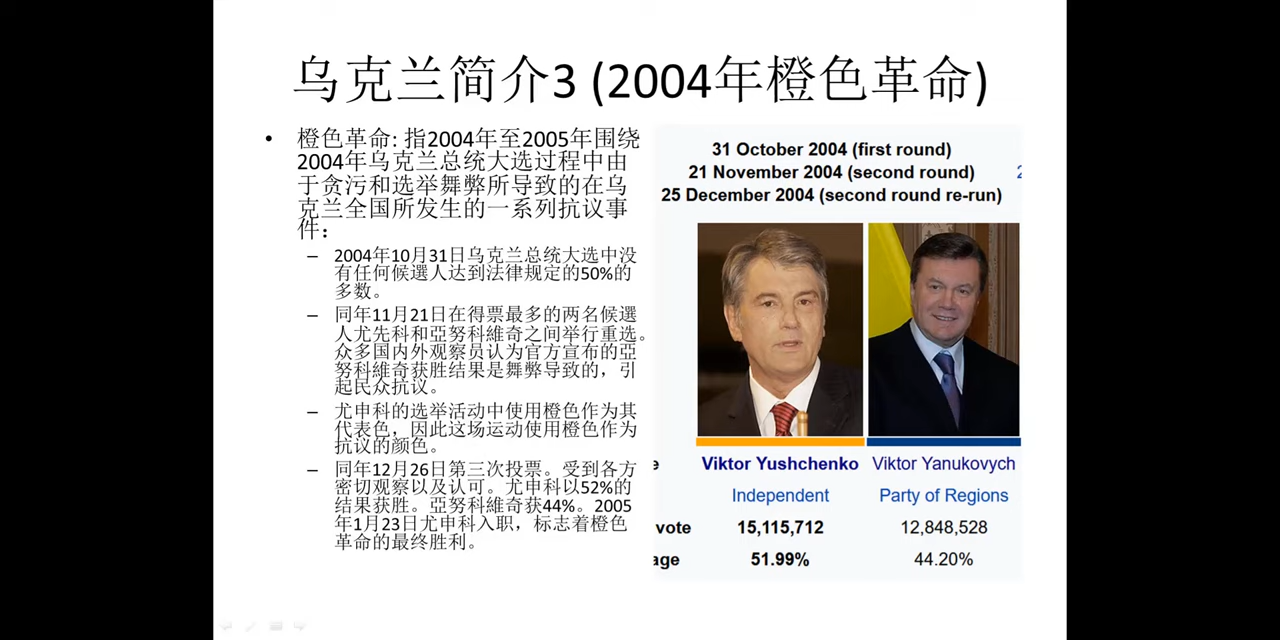 乌克兰简介3 (2004年橙色革命)
• 橙色革命: 指2004年至2005年围绕
2004年乌克兰总统大选过程中由
于贪污和选举舞弊所导致的在乌
克兰全国所发生的一系列抗议事
件：
– 2004年10月31日乌克兰总统大选中没
有任何候選人达到法律规定的50%的
多数。
– 同年11月21日在得票最多的两名候選
人尤先科和亞努科維奇之间举行重选。
众多国内外观察员认为官方宣布的亞
努科維奇获胜结果是舞弊导致的，引
起民众抗议。
– 尤申科的选举活动中使用橙色作为其
代表色，因此这场运动使用橙色作为
抗议的颜色。
– 同年12月26日第三次投票。受到各方
密切观察以及认可。尤申科以52%的
结果获胜。亞努科維奇获44%。2005
年1月23日尤申科入职，标志着橙色
革命的最终胜利。
31 October 2004 (first round)
21 November 2004 (second round)
25 December 2004 (second round re-run)
Viktor Yushchenko Viktor Yanukovych
Independent Party of Regions
vote 15,115,712 12,848,528
age 51.99% 44.20%